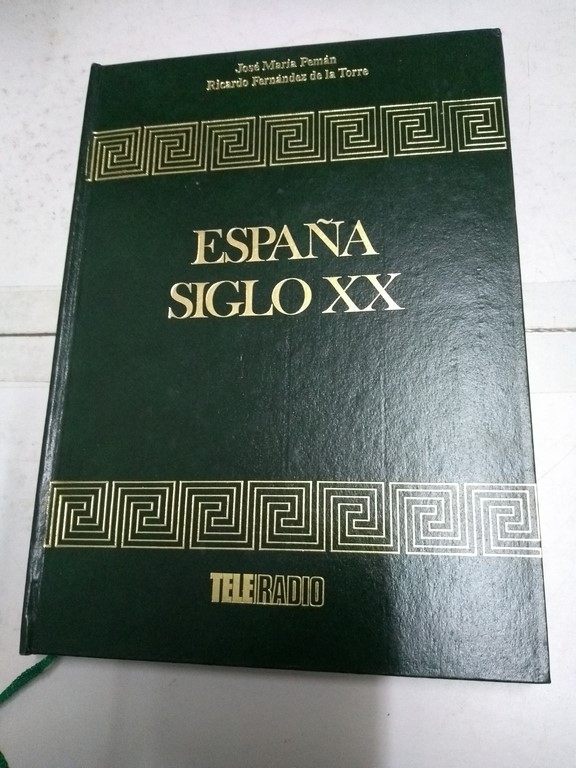 José María Pemán
Ricardo Fernández de la Torre
ESPAÑA
SIGLO XX
TELERADIO